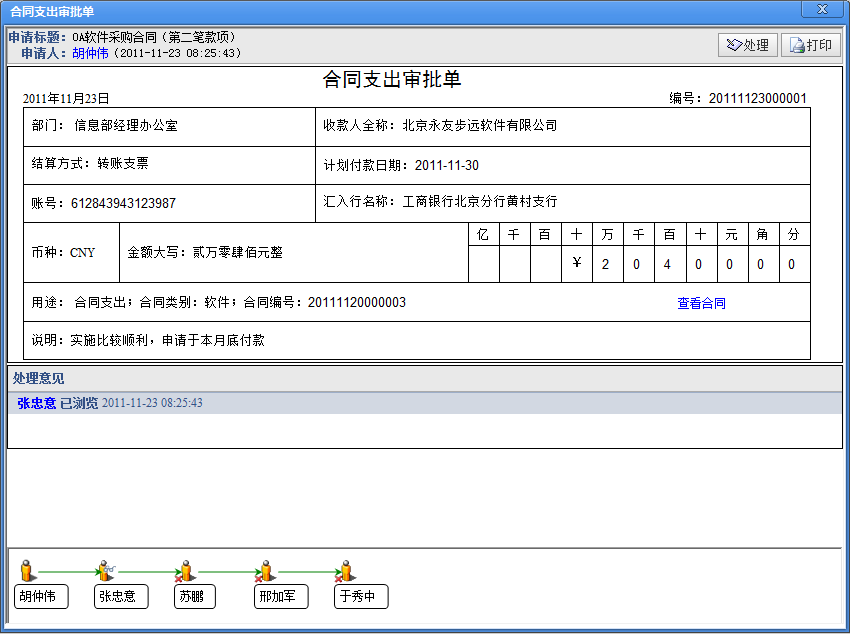 合同支出审批单
申请标题：OA软件采购合同（第二笔款项）
申请人：胡仲伟（2011-11-23 08:25:43）
处理 打印
合同支出审批单
2011年11月23日 编号：20111123000001
部门： 信息部经理办公室 收款人全称：北京永友步远软件有限公司
结算方式：转账支票 计划付款日期：2011-11-30
账号：612843943123987 汇入行名称：工商银行北京分行黄村支行
币种：CNY 金额大写：贰万零肆佰元整
亿 千 百 十 万 千 百 十 元 角 分
￥ 2 0 4 0 0 0 0
用途： 合同支出；合同类别：软件；合同编号：20111120000003 查看合同
说明：实施比较顺利，申请于本月底付款
处理意见
张忠意 已浏览 2011-11-23 08:25:43
胡仲伟 张忠意 苏鹏 邢加军 于秀中